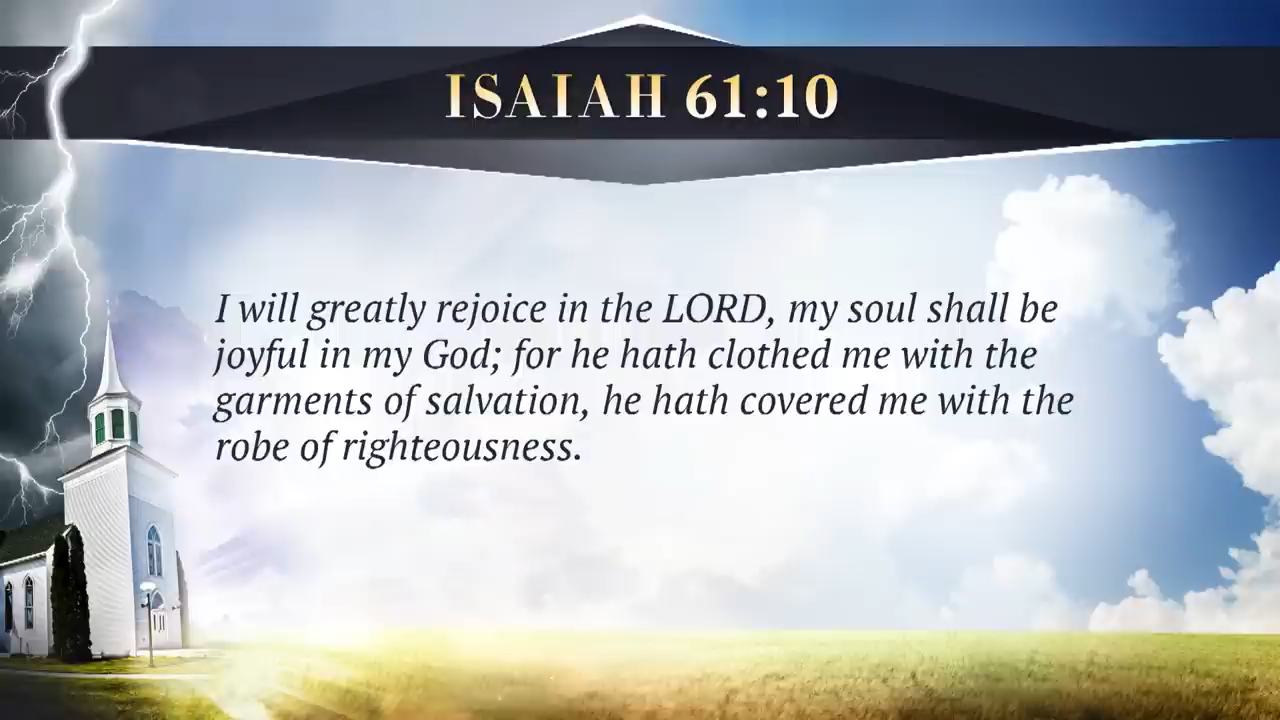 ISAIAH 61:10
I will greatly rejoice in the LORD, my soul shall be
joyful in my God; for he hath clothed me with the
garments of salvation, he hath covered me with the
robe of righteousness.